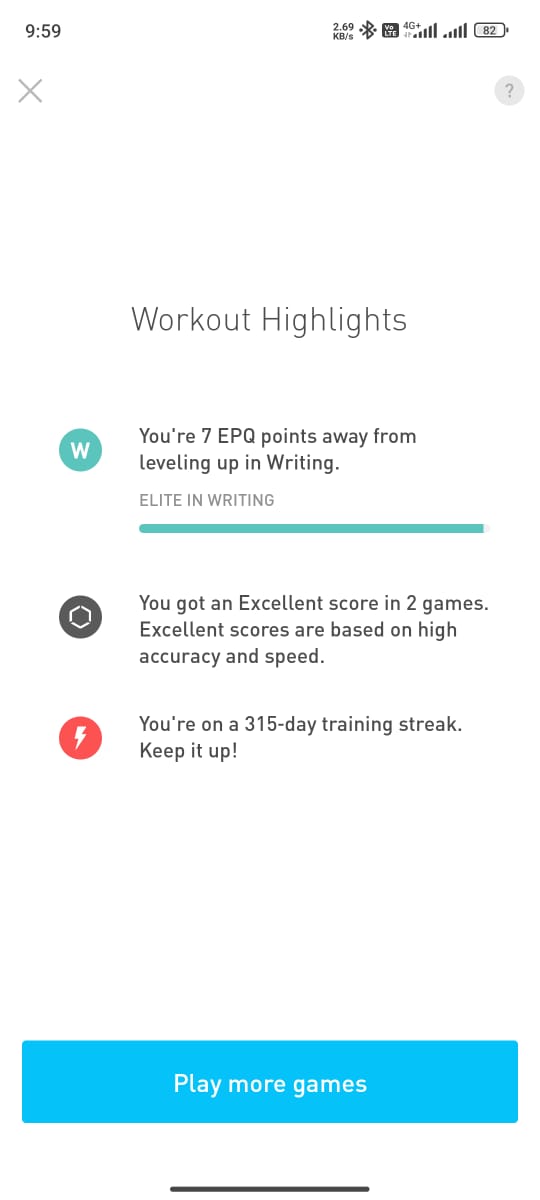 9:59
2.69 KB/s
Vo LTE
4G+
82
?
Workout Highlights
W
You're 7 EPQ points away from
leveling up in Writing.
ELITE IN WRITING
You got an Excellent score in 2 games.
Excellent scores are based on high
accuracy and speed.
You're on a 315-day training streak.
Keep it up!
Play more games